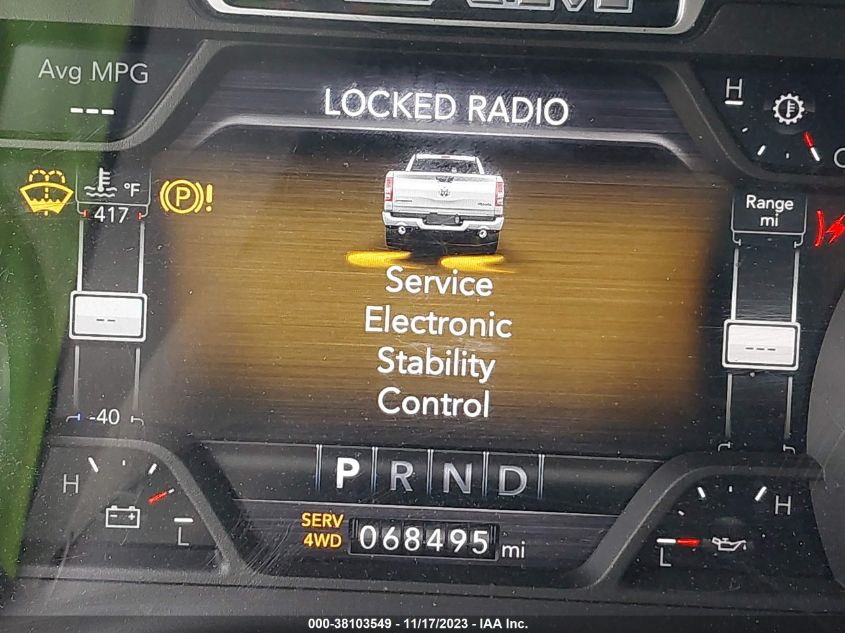 Avg MPG
---
LOCKED RADIO
H
°F
417
(P)!
Range
mi
--
---
Service
Electronic
Stability
Control
-40
P R N D
H
L
SERV
4WD
068495 mi
H
L
000-38103549 - 11/17/2023 - IAA Inc.